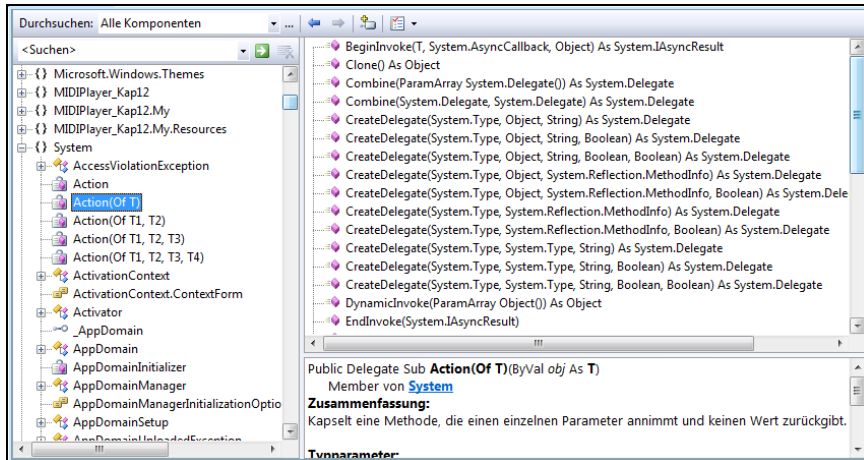 Durchsuchen: Alle Komponenten
<Suchen>
{} Microsoft.Windows.Themes
{} MIDIPlayer_Kap12
{} MIDIPlayer_Kap12.My
{} MIDIPlayer_Kap12.My.Resources
{} System
AccessViolationException
Action
Action(Of T)
Action(Of T1, T2)
Action(Of T1, T2, T3)
Action(Of T1, T2, T3, T4)
ActivationContext
ActivationContext.ContextForm
Activator
_AppDomain
AppDomain
AppDomainInitializer
AppDomainManager
AppDomainManagerInitializationOptio
AppDomainSetup
AppDomainUnloadedException
BeginInvoke(T, System.AsyncCallback, Object) As System.IAsyncResult
Clone() As Object
Combine(ParamArray System.Delegate()) As System.Delegate
Combine(System.Delegate, System.Delegate) As System.Delegate
CreateDelegate(System.Type, Object, String) As System.Delegate
CreateDelegate(System.Type, Object, String, Boolean) As System.Delegate
CreateDelegate(System.Type, Object, String, Boolean, Boolean) As System.Delegate
CreateDelegate(System.Type, Object, System.Reflection.MethodInfo) As System.Delegate
CreateDelegate(System.Type, Object, System.Reflection.MethodInfo, Boolean) As System.Dele
CreateDelegate(System.Type, System.Reflection.MethodInfo) As System.Delegate
CreateDelegate(System.Type, System.Reflection.MethodInfo, Boolean) As System.Delegate
CreateDelegate(System.Type, System.Type, String) As System.Delegate
CreateDelegate(System.Type, System.Type, String, Boolean) As System.Delegate
CreateDelegate(System.Type, System.Type, String, Boolean, Boolean) As System.Delegate
DynamicInvoke(ParamArray Object()) As Object
EndInvoke(System.IAsyncResult)
Public Delegate Sub Action(Of T)(ByVal obj As T)
Member von System
Zusammenfassung:
Kapselt eine Methode, die einen einzelnen Parameter annimmt und keinen Wert zurückgibt.
Typparameter: